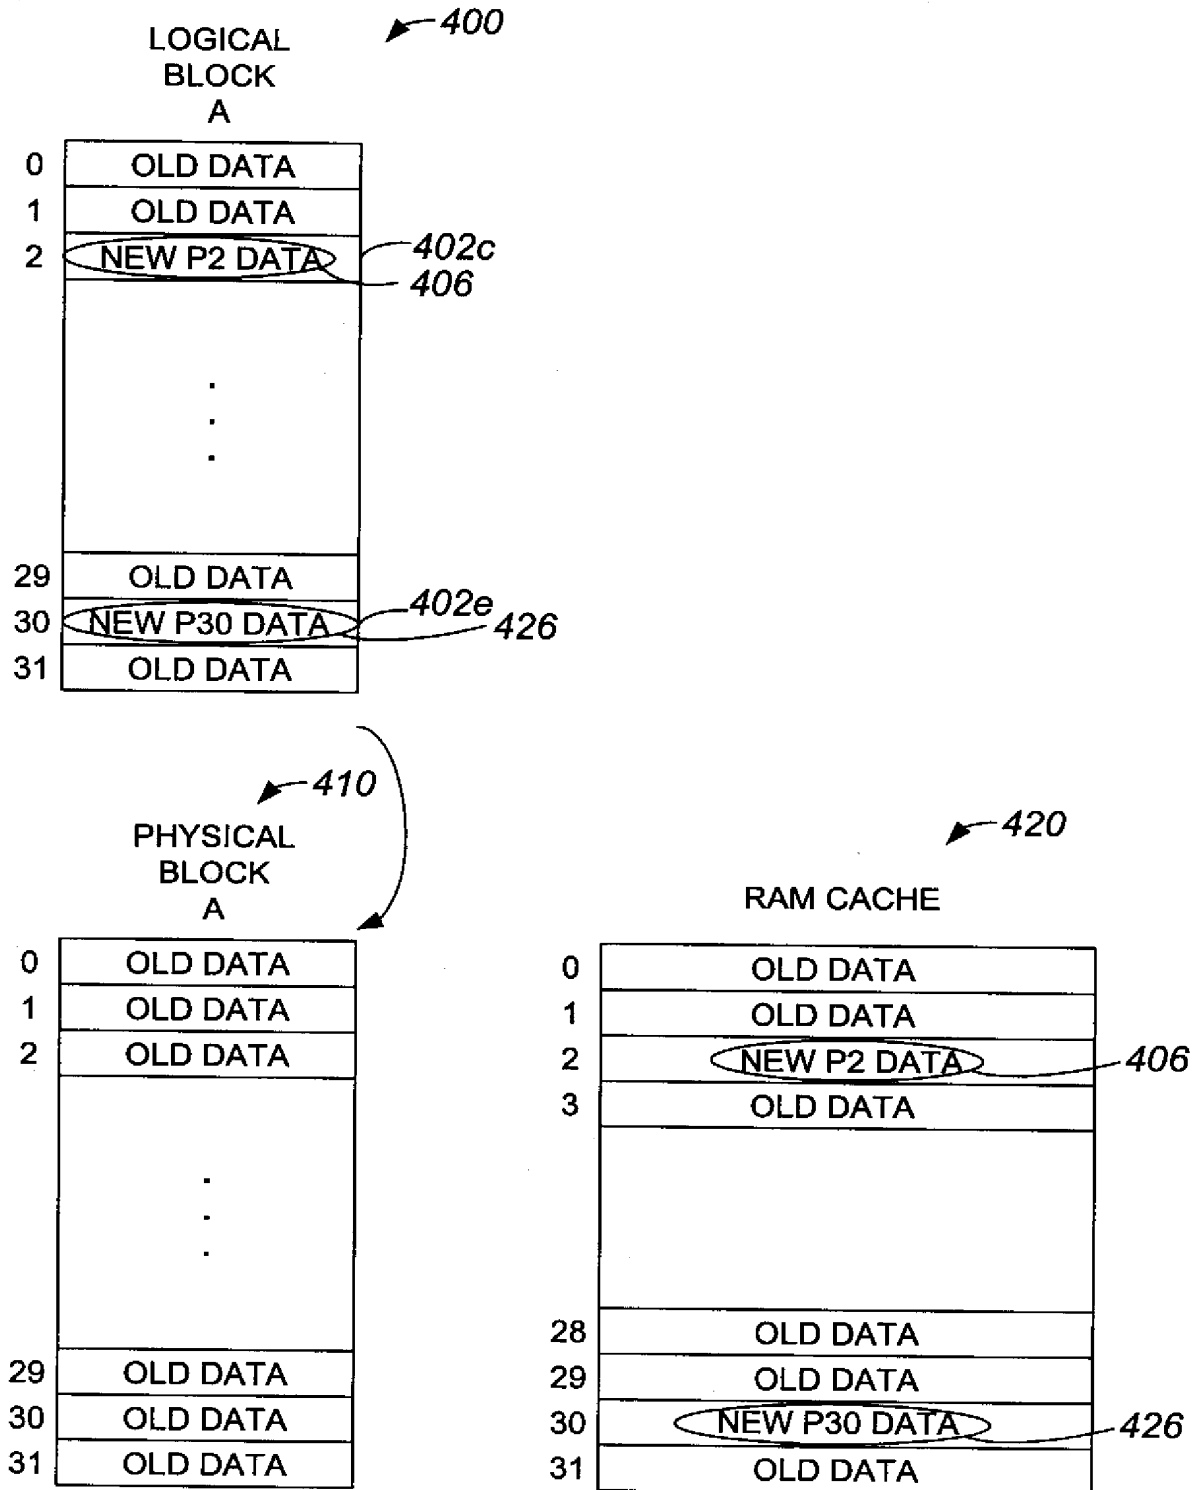 400
LOGICAL
BLOCK
A
0 OLD DATA
1 OLD DATA
2 NEW P2 DATA 402c
406
29 OLD DATA
30 NEW P30 DATA 402e
426
31 OLD DATA
410
PHYSICAL
BLOCK
A
0 OLD DATA
1 OLD DATA
2 OLD DATA
29 OLD DATA
30 OLD DATA
31 OLD DATA
420
RAM CACHE
0 OLD DATA
1 OLD DATA
2 NEW P2 DATA 406
3 OLD DATA
28 OLD DATA
29 OLD DATA
30 NEW P30 DATA 426
31 OLD DATA